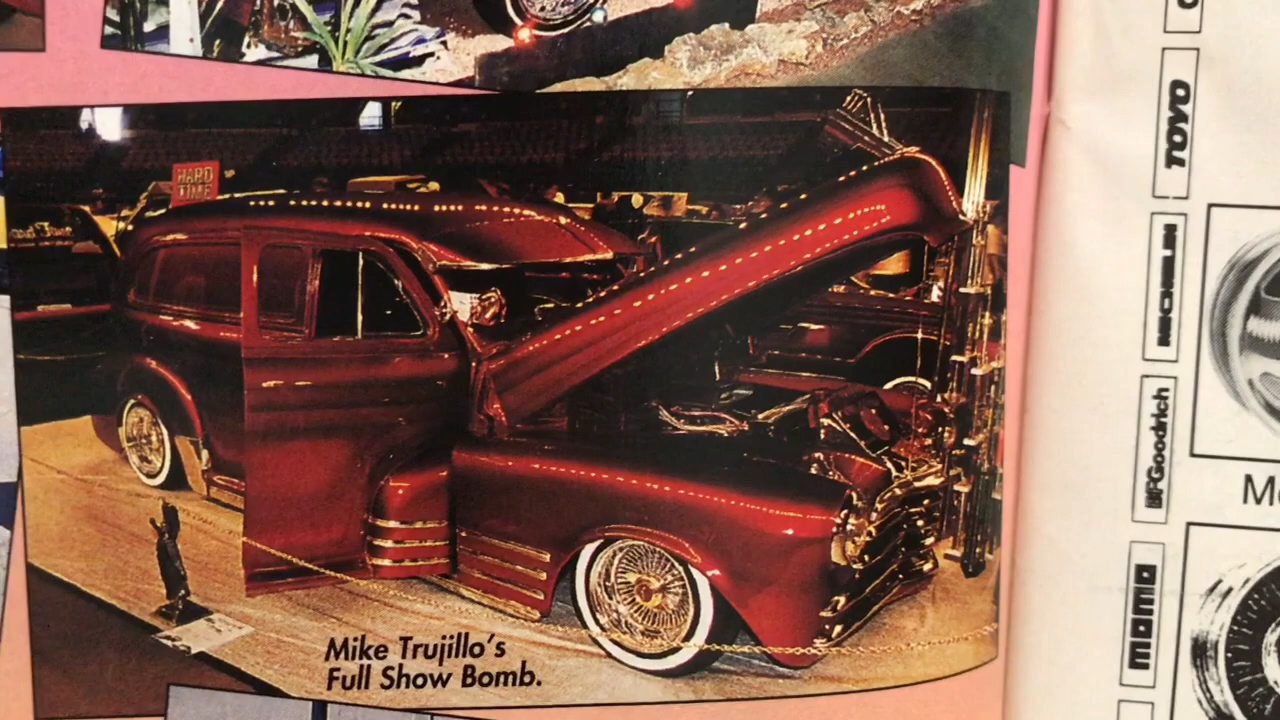 HARD
TIME
Mike Trujillo's
Full Show Bomb.
TOYO
MICHELIN
BFGoodrich
MOMO